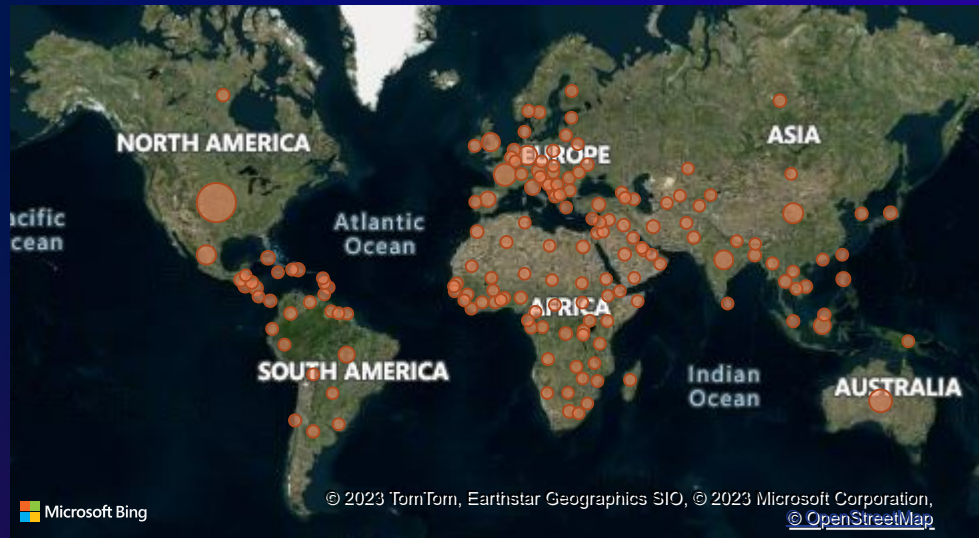 NORTH AMERICA
ASIA
EUROPE
acific
cean
Atlantic
Ocean
AFRICA
SOUTH AMERICA
Indian
Ocean
AUSTRALIA
Microsoft Bing
© 2023 TomTom, Earthstar Geographics SIO, © 2023 Microsoft Corporation,
© OpenStreetMap